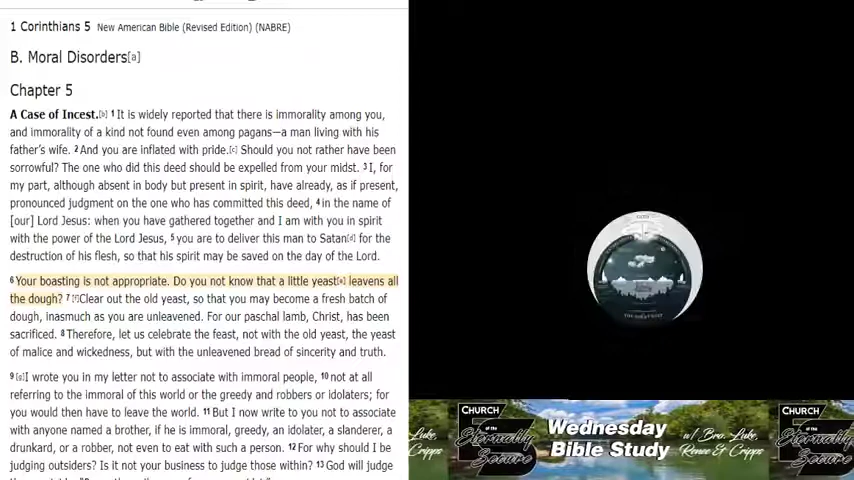 1 Corinthians 5 New American Bible (Revised Edition) (NABRE)
B. Moral Disorders[a]
Chapter 5
A Case of Incest.[b] 1 It is widely reported that there is immorality among you,
and immorality of a kind not found even among pagans—a man living with his
father's wife. 2 And you are inflated with pride.[c] Should you not rather have been
sorrowful? The one who did this deed should be expelled from your midst. 3 I, for
my part, although absent in body but present in spirit, have already, as if present,
pronounced judgment on the one who has committed this deed, 4 in the name of
[our] Lord Jesus: when you have gathered together and I am with you in spirit
with the power of the Lord Jesus, 5 you are to deliver this man to Satan[d] for the
destruction of his flesh, so that his spirit may be saved on the day of the Lord.
6 Your boasting is not appropriate. Do you not know that a little yeast[e] leavens all
the dough? 7 [f]Clear out the old yeast, so that you may become a fresh batch of
dough, inasmuch as you are unleavened. For our paschal lamb, Christ, has been
sacrificed. 8 Therefore, let us celebrate the feast, not with the old yeast, the yeast
of malice and wickedness, but with the unleavened bread of sincerity and truth.
9 [g]I wrote you in my letter not to associate with immoral people, 10 not at all
referring to the immoral of this world or the greedy and robbers or idolaters; for
you would then have to leave the world. 11 But I now write to you not to associate
with anyone named a brother, if he is immoral, greedy, an idolater, a slanderer, a
drunkard, or a robber, not even to eat with such a person. 12 For why should I be
judging outsiders? Is it not your business to judge those within? 13 God will judge
Luke,
Cripps
CHURCH
of the
Eternally
Secure
Wednesday
Bible Study
w/ Bro. Luke,
Renee & Cripps
CHURCH
of the
Eternally
Secure